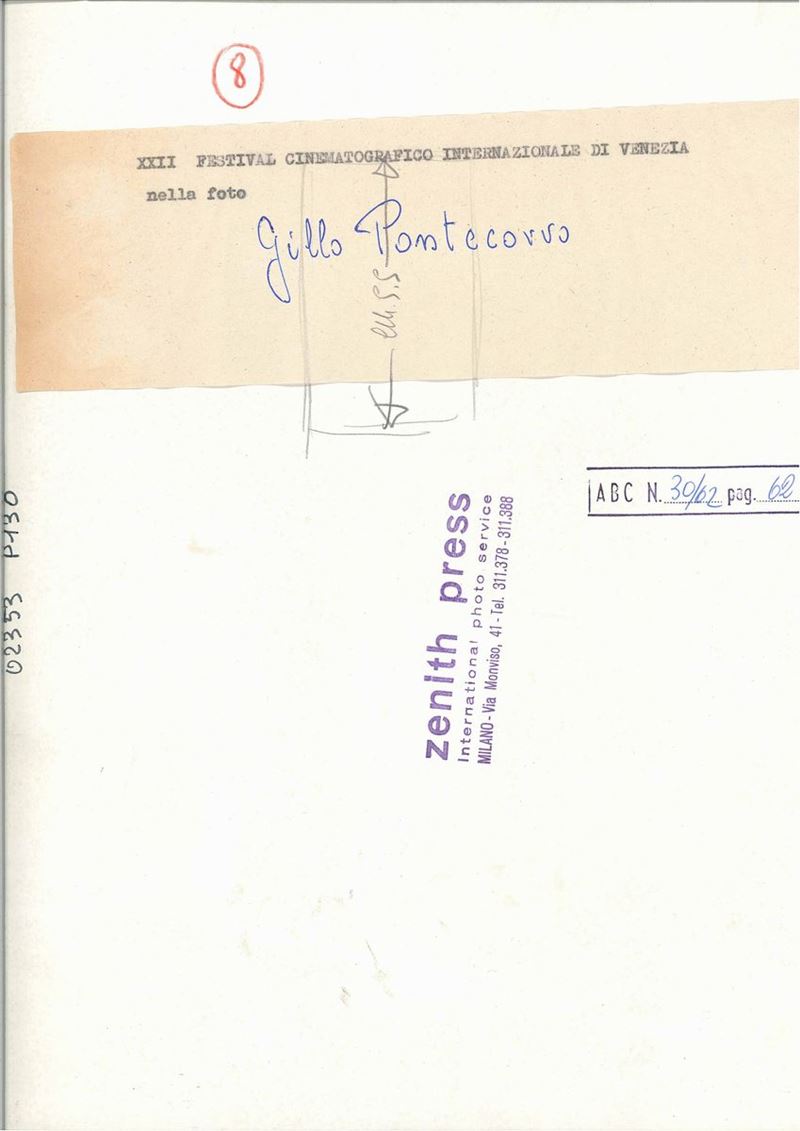 8
XXII FESTIVAL CINEMATOGRAFICO INTERNAZIONALE DI VENEZIA
nella foto
Gillo Pontecorvo
cm 5.5
ABC N. 30/62 pag. 62
zenith press
International photo service
MILANO - Via Monviso, 41 - Tel. 311.378 - 311.388
02353 P130